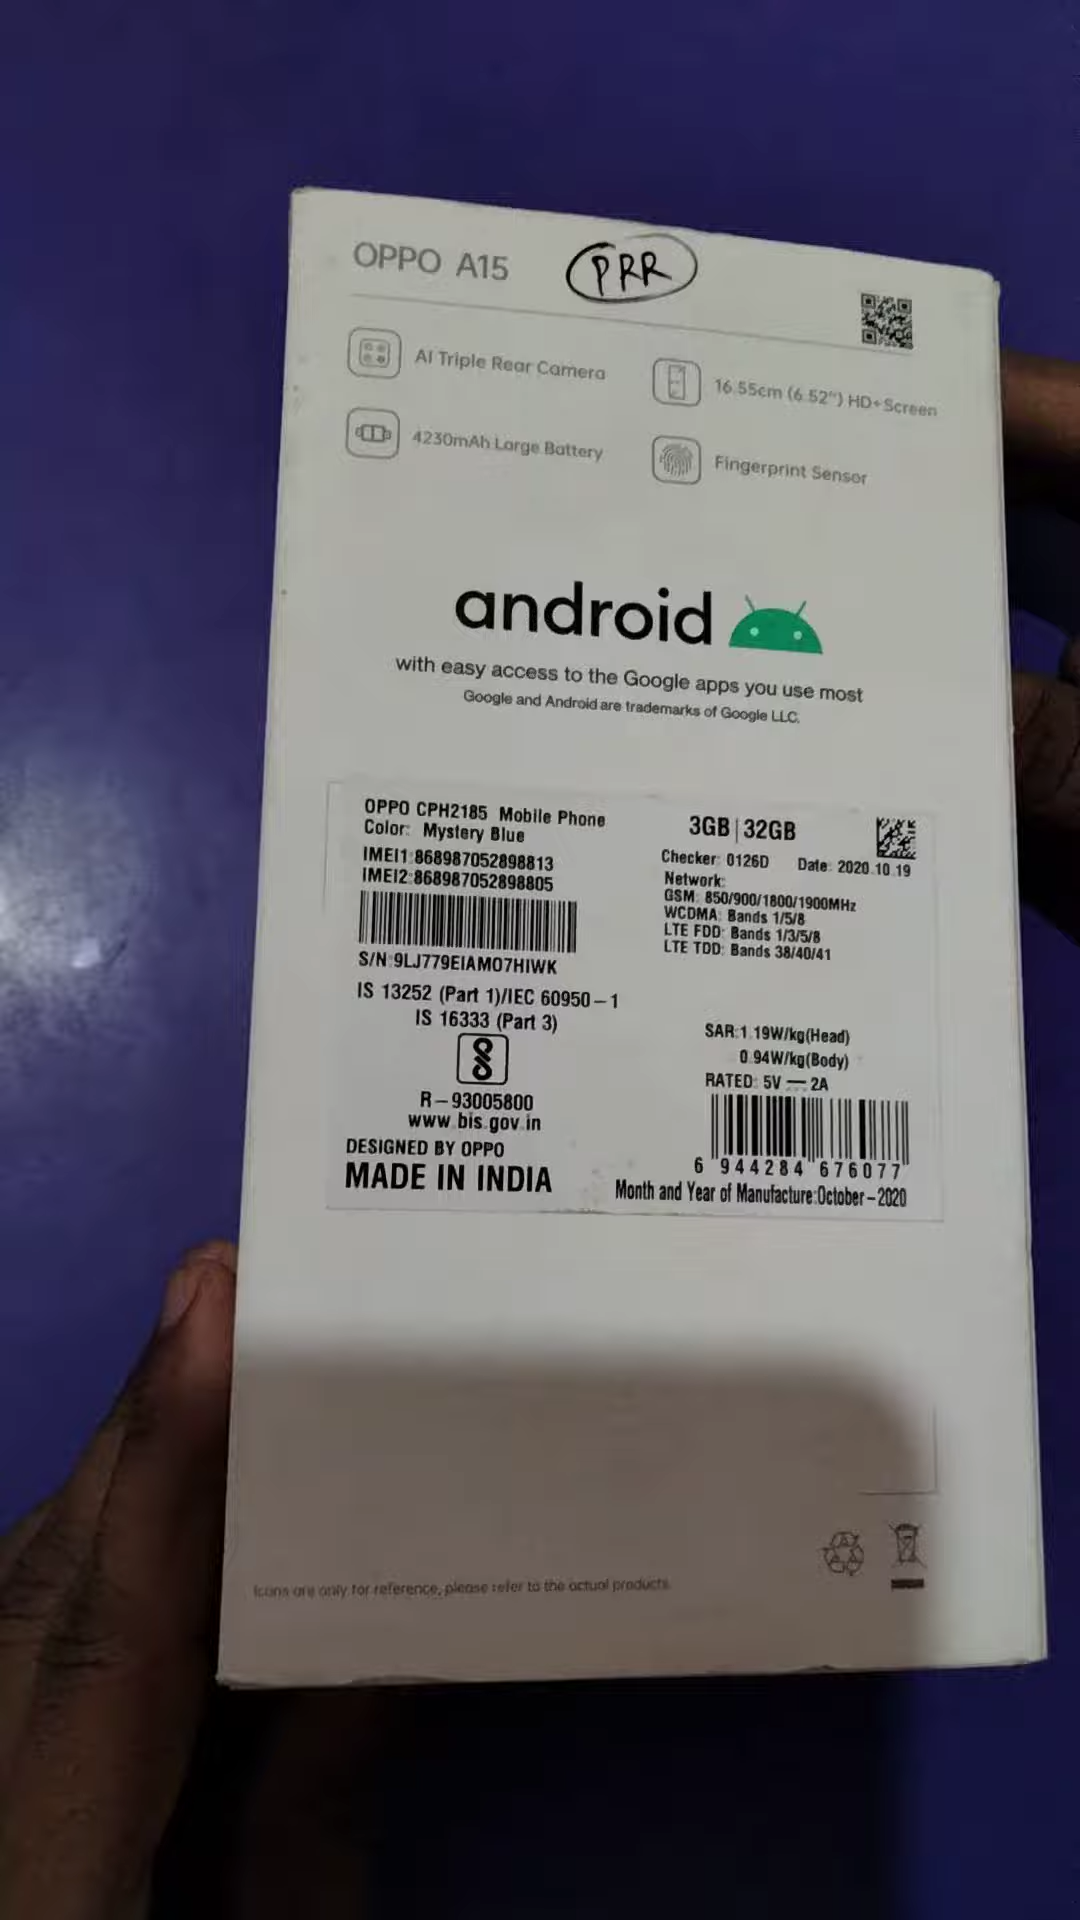 OPPO A15 PRR
AI Triple Rear Camera
16.55cm (6.52") HD+Screen
4230mAh Large Battery
Fingerprint Sensor
android
with easy access to the Google apps you use most
Google and Android are trademarks of Google LLC.
OPPO CPH2185 Mobile Phone
Color: Mystery Blue
IMEI1:868987052898813
IMEI2:868987052898805
S/N:9LJ779EIAMO7HIWK
IS 13252 (Part 1)/IEC 60950-1
IS 16333 (Part 3)
R-93005800
www.bis.gov.in
DESIGNED BY OPPO
MADE IN INDIA
3GB | 32GB
Checker: 0126D Date: 2020.10.19
Network:
GSM: 850/900/1800/1900MHz
WCDMA: Bands 1/5/8
LTE FDD: Bands 1/3/5/8
LTE TDD: Bands 38/40/41
SAR:1.19W/kg(Head)
0.94W/kg(Body)
RATED: 5V ⎓ 2A
6 944284 676077
Month and Year of Manufacture:October-2020
Icons are only for reference, please refer to the actual products.